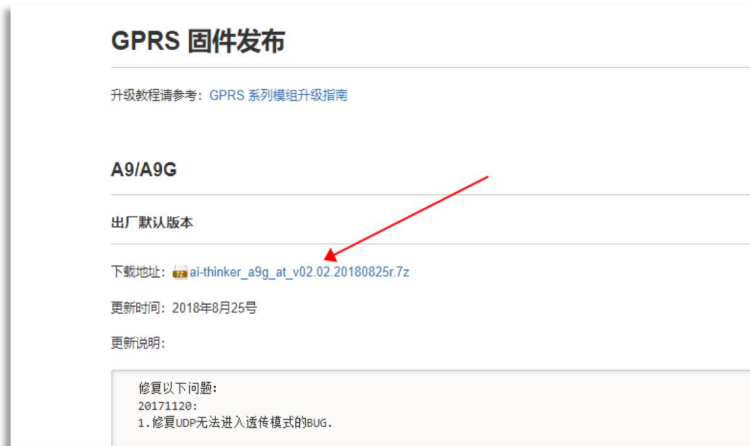 GPRS 固件发布
升级教程请参考：GPRS 系列模组升级指南
A9/A9G
出厂默认版本
下载地址：ai-thinker_a9g_at_v02.02.20180825r.7z
更新时间：2018年8月25号
更新说明：
修复以下问题：
20171120:
1.修复UDP无法进入透传模式的BUG.